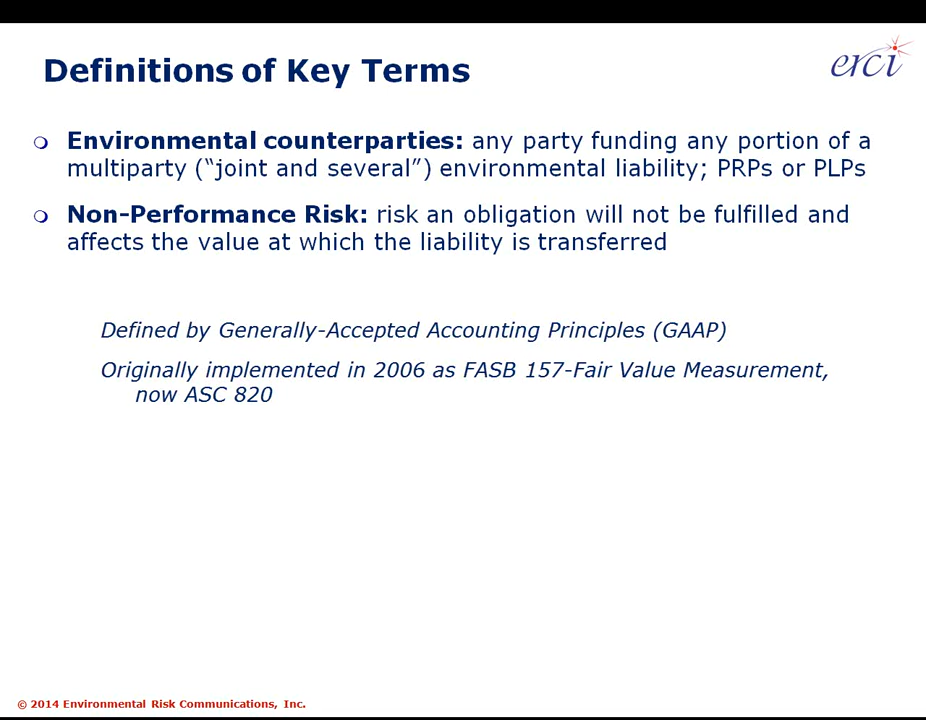 Definitions of Key Terms
erci
Environmental counterparties: any party funding any portion of a
multiparty (“joint and several”) environmental liability; PRPs or PLPs
Non-Performance Risk: risk an obligation will not be fulfilled and
affects the value at which the liability is transferred
Defined by Generally-Accepted Accounting Principles (GAAP)
Originally implemented in 2006 as FASB 157-Fair Value Measurement,
now ASC 820
© 2014 Environmental Risk Communications, Inc.